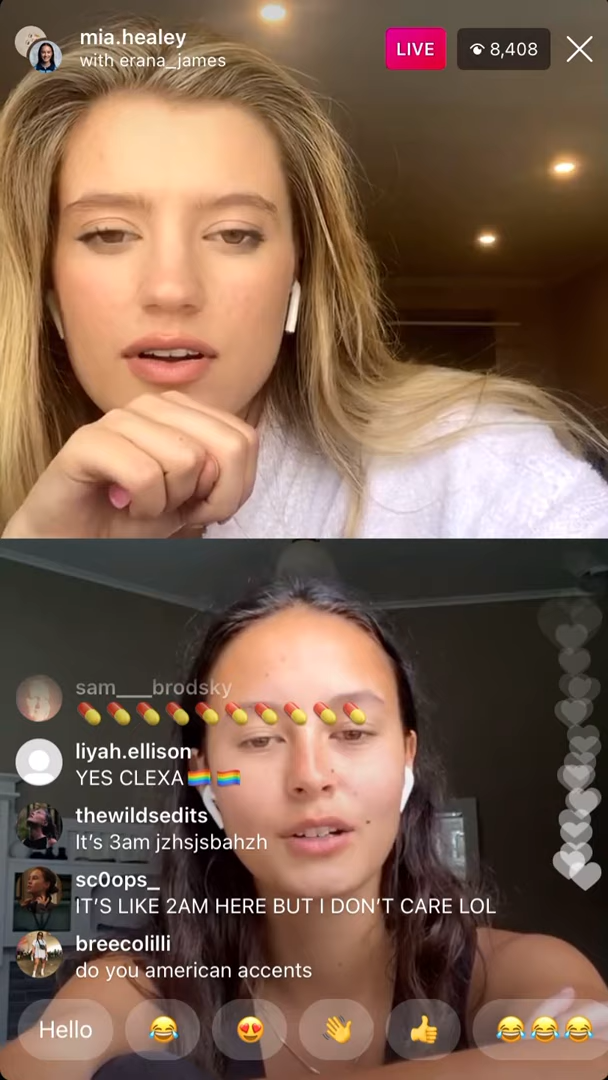 mia.healey
with erana_james
LIVE
8,408
sam___brodsky
💊💊💊💊💊💊💊💊💊💊
liyah.ellison
YES CLEXA🏳️‍🌈🏳️‍🌈
thewildsedits
It's 3am jzhsjsbahzh
sc0ops_
IT'S LIKE 2AM HERE BUT I DON'T CARE LOL
breecolilli
do you american accents
Hello 😂 😍 👋 👍 😂😂😂